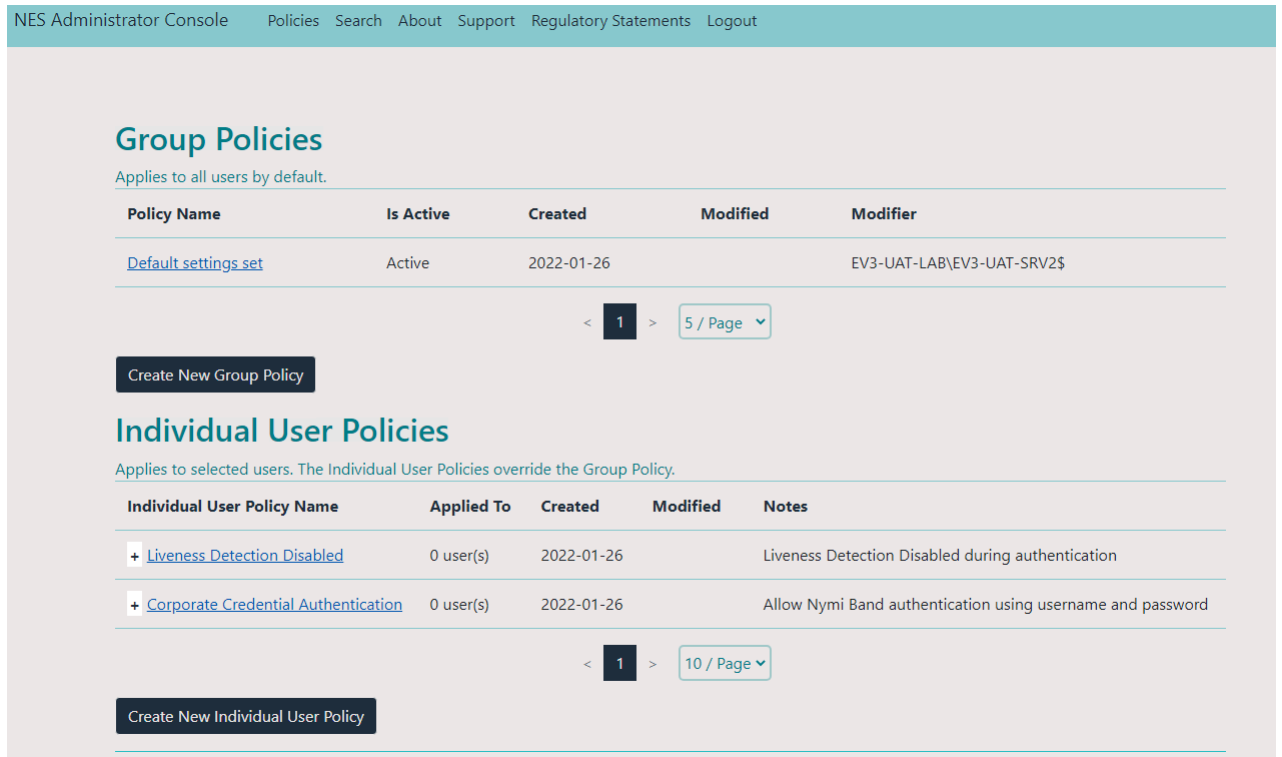 NES Administrator Console Policies Search About Support Regulatory Statements Logout
Group Policies
Applies to all users by default.
Policy Name Is Active Created Modified Modifier
Default settings set Active 2022-01-26 EV3-UAT-LAB\EV3-UAT-SRV2$
< 1 > 5 / Page
Create New Group Policy
Individual User Policies
Applies to selected users. The Individual User Policies override the Group Policy.
Individual User Policy Name Applied To Created Modified Notes
+ Liveness Detection Disabled 0 user(s) 2022-01-26 Liveness Detection Disabled during authentication
+ Corporate Credential Authentication 0 user(s) 2022-01-26 Allow Nymi Band authentication using username and password
< 1 > 10 / Page
Create New Individual User Policy